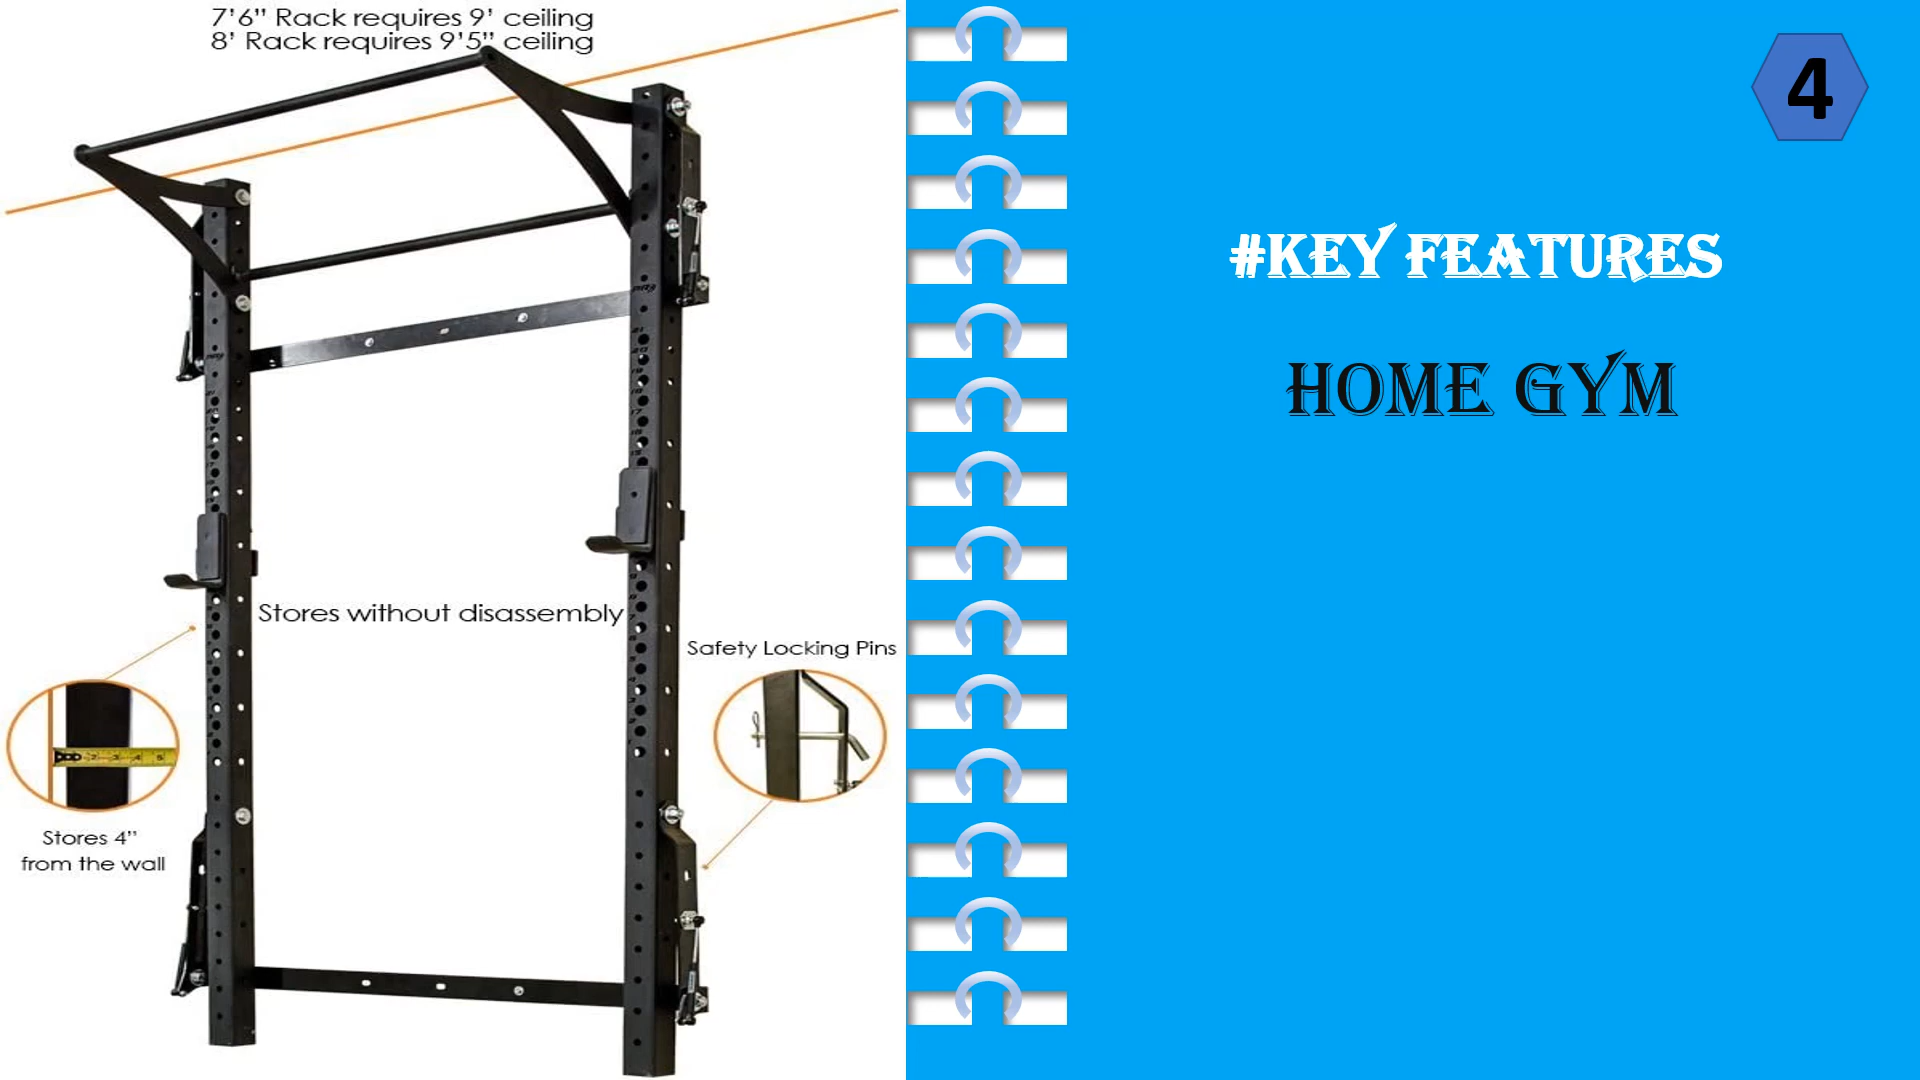 7’6” Rack requires 9’ ceiling
8’ Rack requires 9’5” ceiling
4
#KEY FEATURES
HOME GYM
Stores without disassembly
Safety Locking Pins
Stores 4”
from the wall